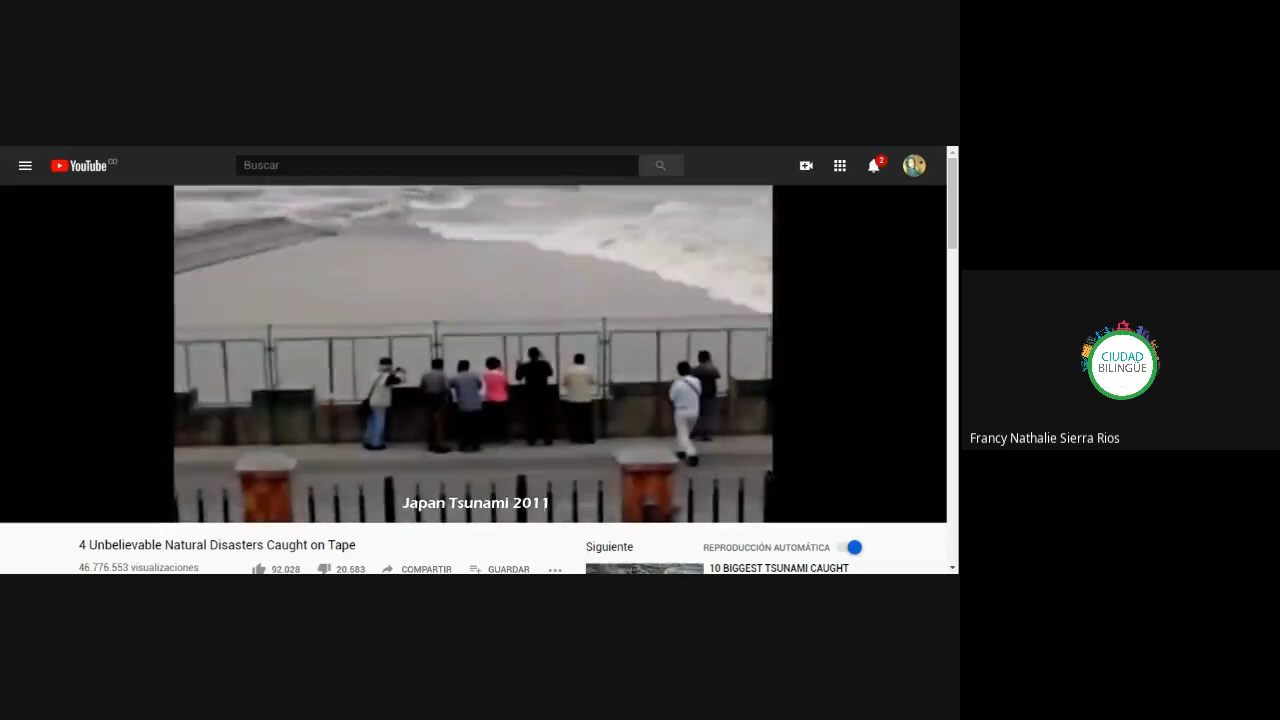 YouTube CO
Buscar
2
Japan Tsunami 2011
4 Unbelievable Natural Disasters Caught on Tape
46.776.553 visualizaciones
92.028
20.583
COMPARTIR
GUARDAR
Siguiente
REPRODUCCIÓN AUTOMÁTICA
10 BIGGEST TSUNAMI CAUGHT
CIUDAD
BILINGÜE
Francy Nathalie Sierra Rios